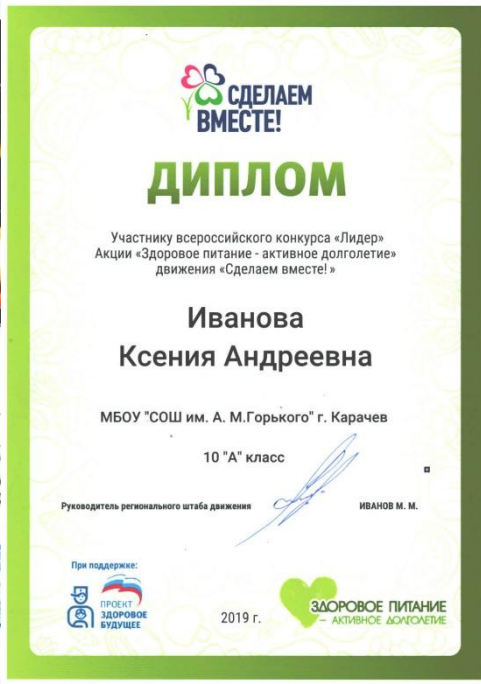 СДЕЛАЕМ
ВМЕСТЕ!
ДИПЛОМ
Участнику всероссийского конкурса «Лидер»
Акции «Здоровое питание - активное долголетие»
движения «Сделаем вместе! »
Иванова
Ксения Андреевна
МБОУ "СОШ им. А. М.Горького" г. Карачев
10 "А" класс
Руководитель регионального штаба движения
ИВАНОВ М. М.
При поддержке:
ПРОЕКТ
ЗДОРОВОЕ
БУДУЩЕЕ
2019 г.
ЗДОРОВОЕ ПИТАНИЕ
– АКТИВНОЕ ДОЛГОЛЕТИЕ